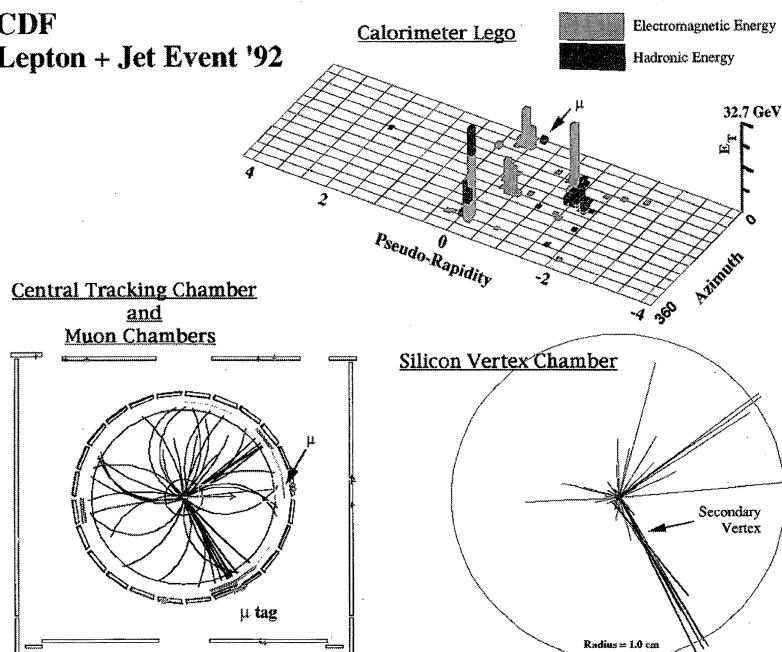 CDF
Lepton + Jet Event '92
Calorimeter Lego
Electromagnetic Energy
Hadronic Energy
μ
32.7 GeV
E_T
4
2
0
-2
-4
Pseudo-Rapidity
0
360
Azimuth
Central Tracking Chamber
and
Muon Chambers
μ
μ tag
Silicon Vertex Chamber
Secondary
Vertex
Radius = 1.0 cm